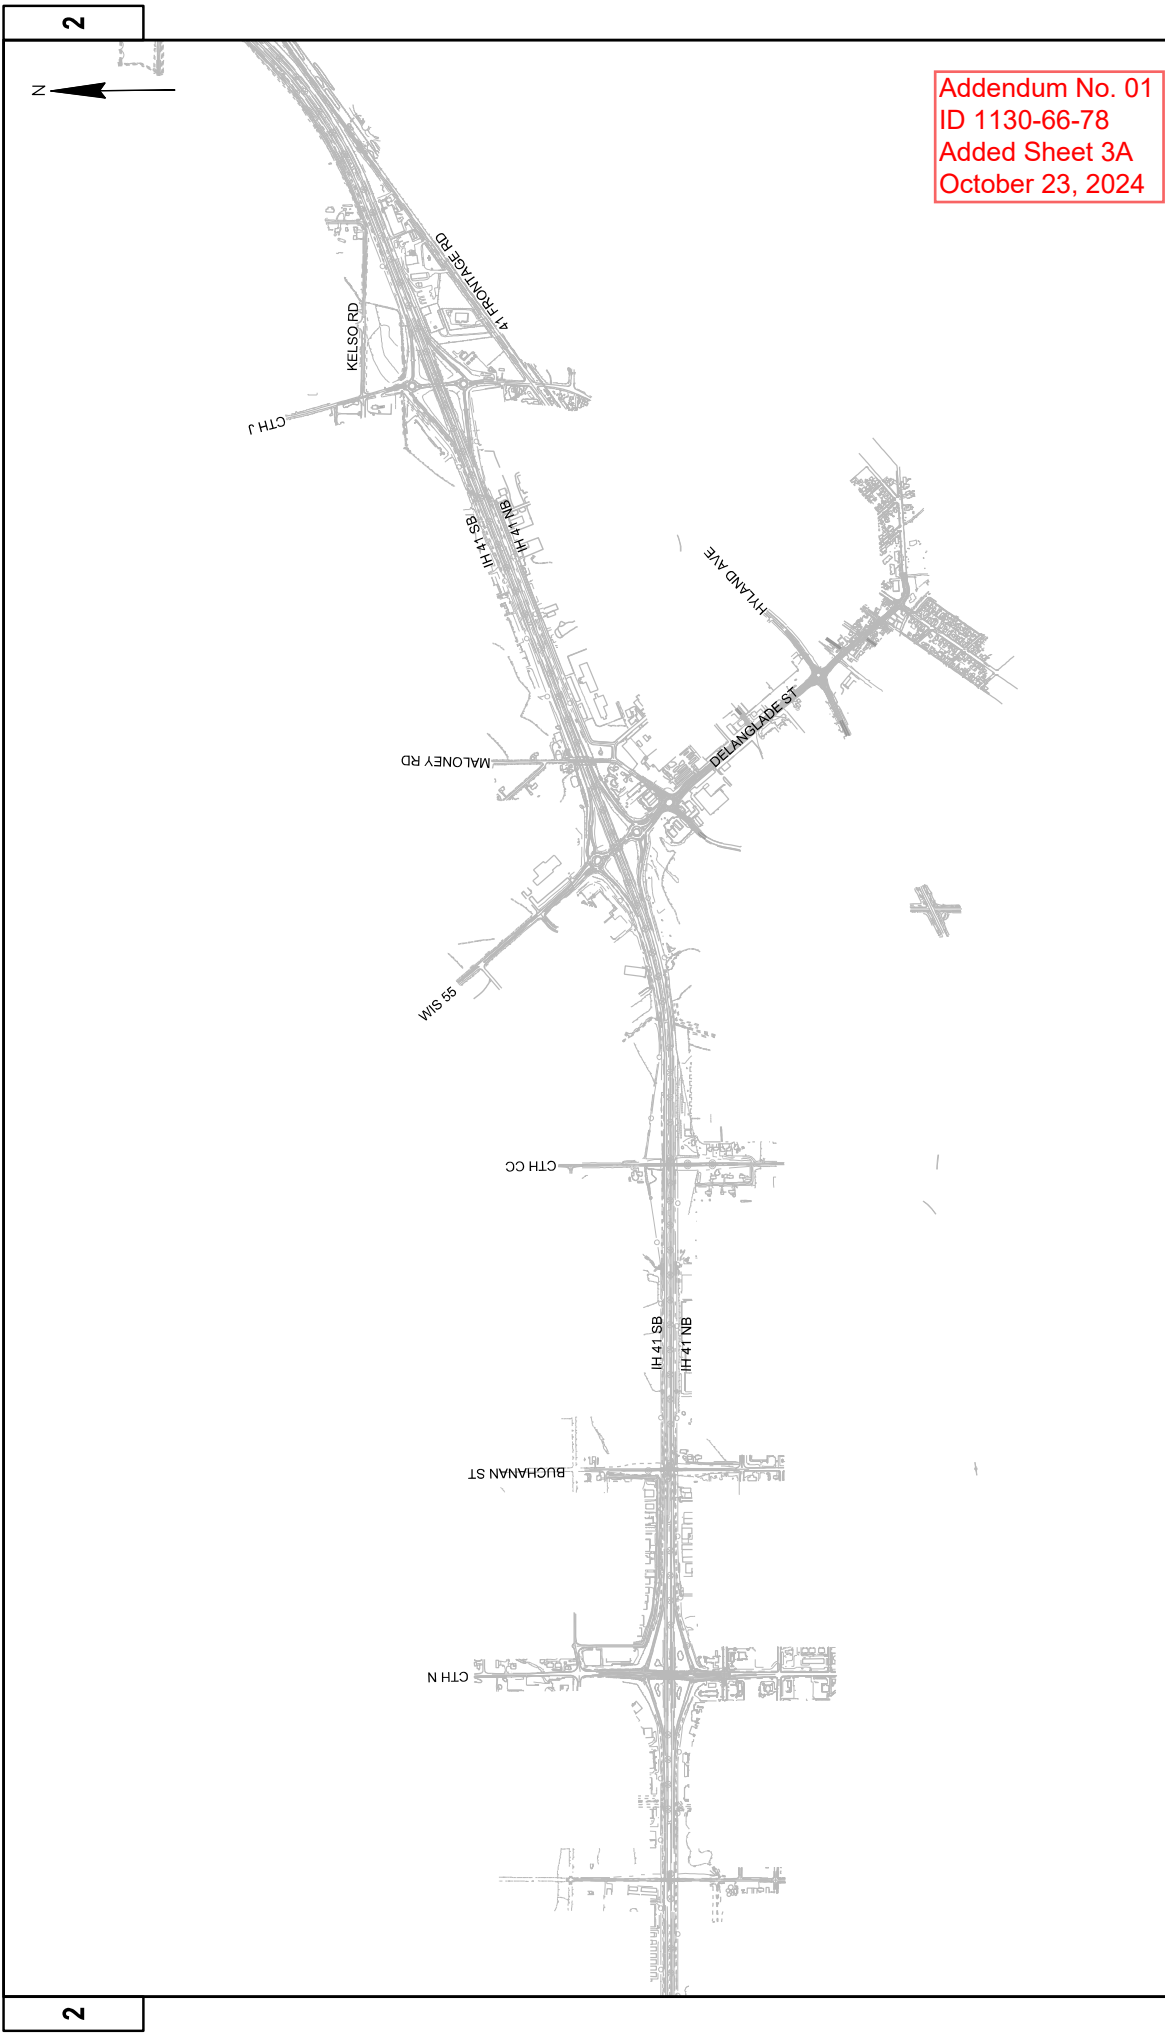 2
N
Addendum No. 01
ID 1130-66-78
Added Sheet 3A
October 23, 2024
41 FRONTAGE RD
KELSO RD
CTH J
IH 41 SB
IH 41 NB
HYLAND AVE
DELANGLADE ST
MALONEY RD
WIS 55
CTH CC
IH 41 SB
IH 41 NB
BUCHANAN ST
CTH N
2